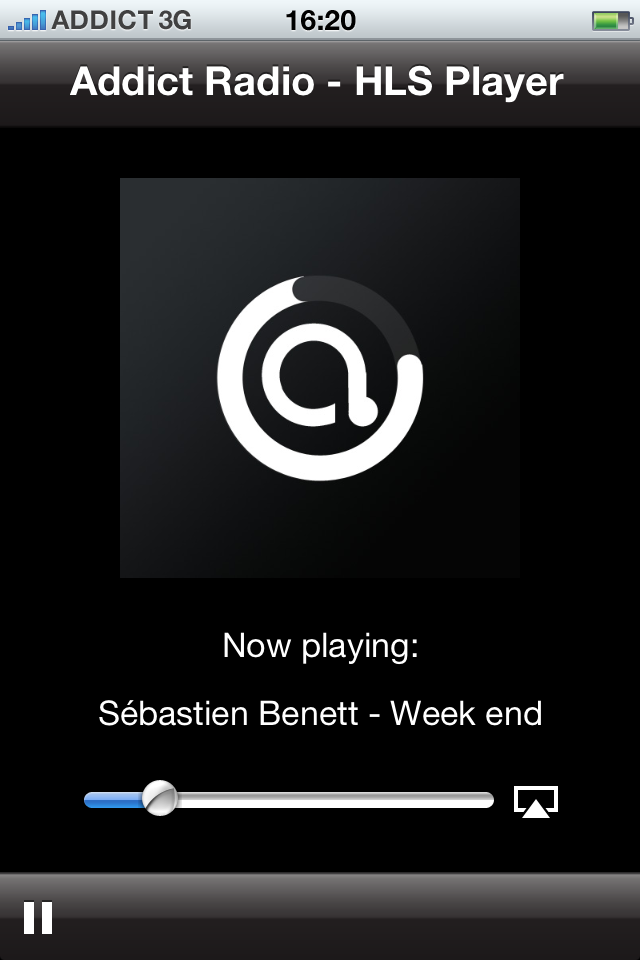 ADDICT 3G 16:20
Addict Radio - HLS Player
a
Now playing:
Sébastien Benett - Week end